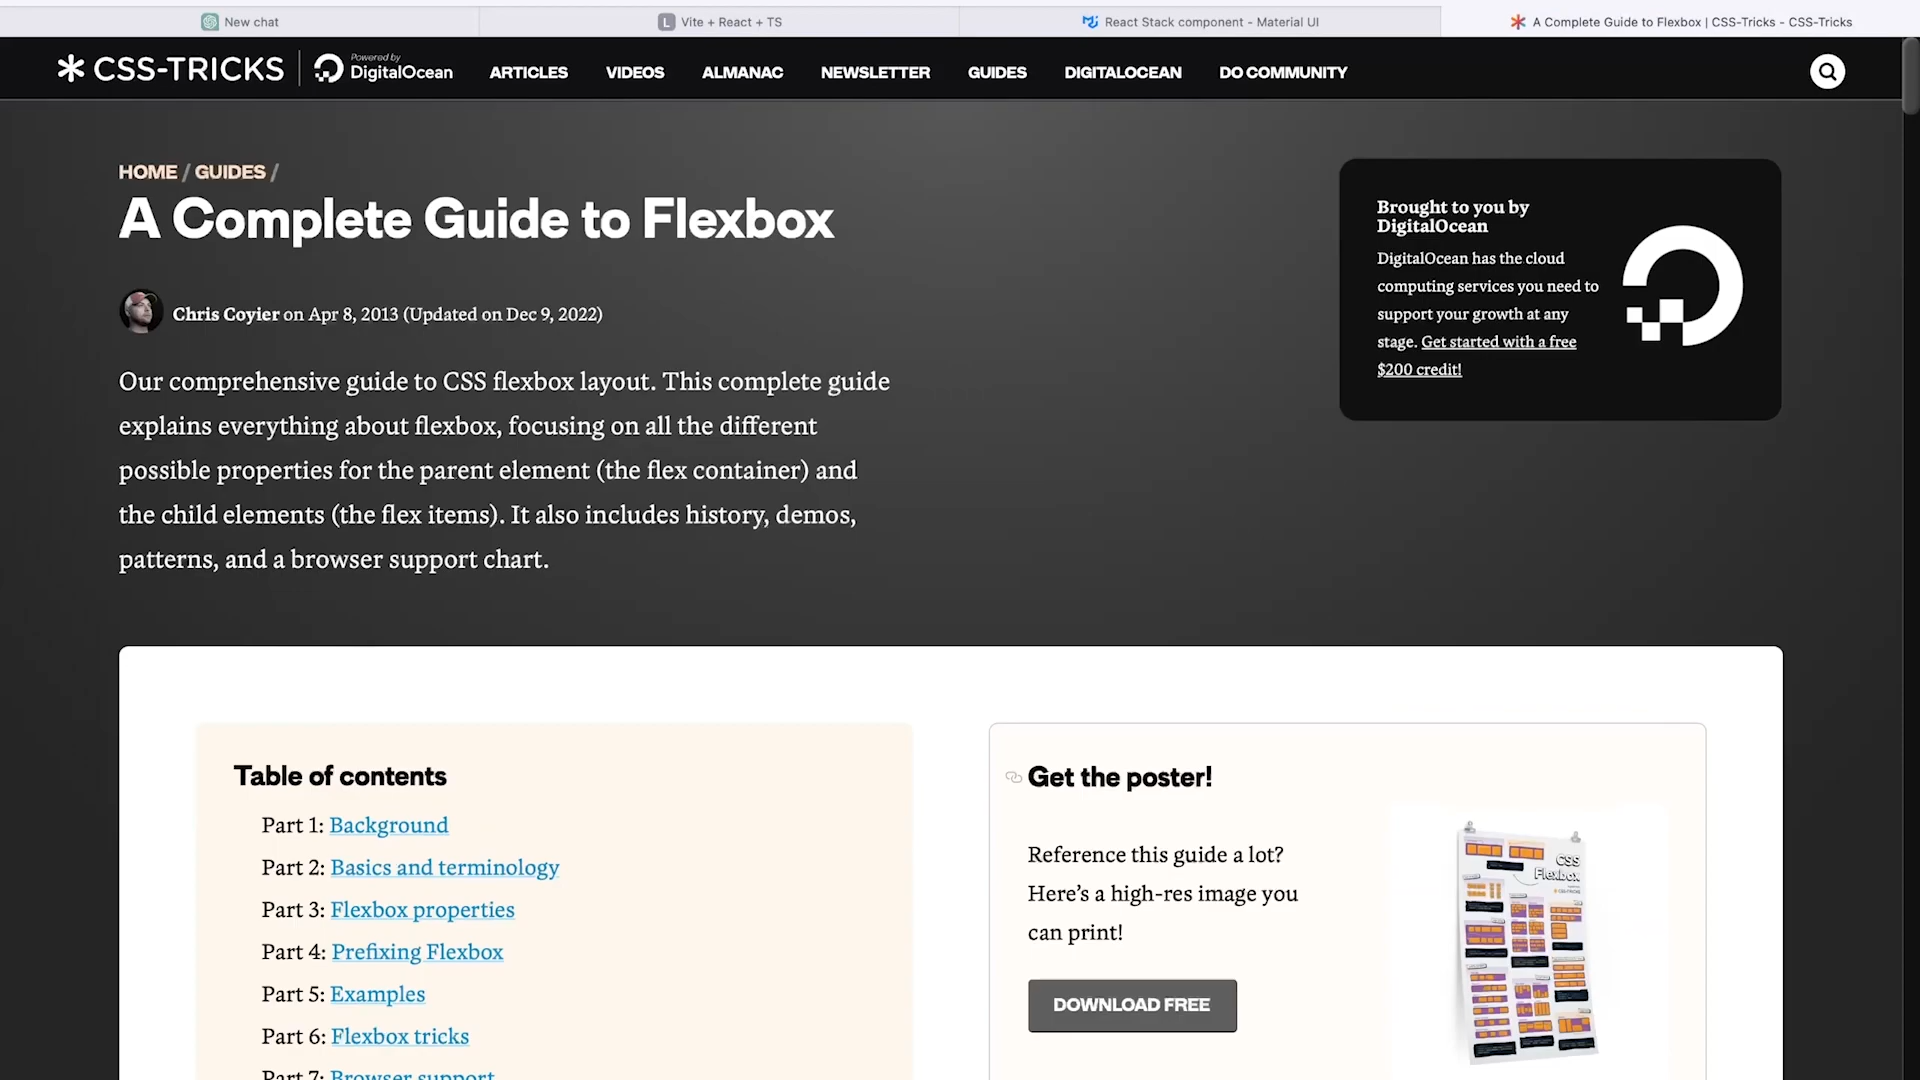 New chat
Vite + React + TS
React Stack component - Material UI
A Complete Guide to Flexbox | CSS-Tricks - CSS-Tricks
CSS-TRICKS
Powered by
DigitalOcean
ARTICLES
VIDEOS
ALMANAC
NEWSLETTER
GUIDES
DIGITALOCEAN
DO COMMUNITY
HOME / GUIDES /
A Complete Guide to Flexbox
Chris Coyier on Apr 8, 2013 (Updated on Dec 9, 2022)
Our comprehensive guide to CSS flexbox layout. This complete guide
explains everything about flexbox, focusing on all the different
possible properties for the parent element (the flex container) and
the child elements (the flex items). It also includes history, demos,
patterns, and a browser support chart.
Brought to you by
DigitalOcean
DigitalOcean has the cloud
computing services you need to
support your growth at any
stage. Get started with a free
$200 credit!
Table of contents
Part 1: Background
Part 2: Basics and terminology
Part 3: Flexbox properties
Part 4: Prefixing Flexbox
Part 5: Examples
Part 6: Flexbox tricks
Part 7: Browser support
Get the poster!
Reference this guide a lot?
Here's a high-res image you
can print!
DOWNLOAD FREE
CSS
Flexbox